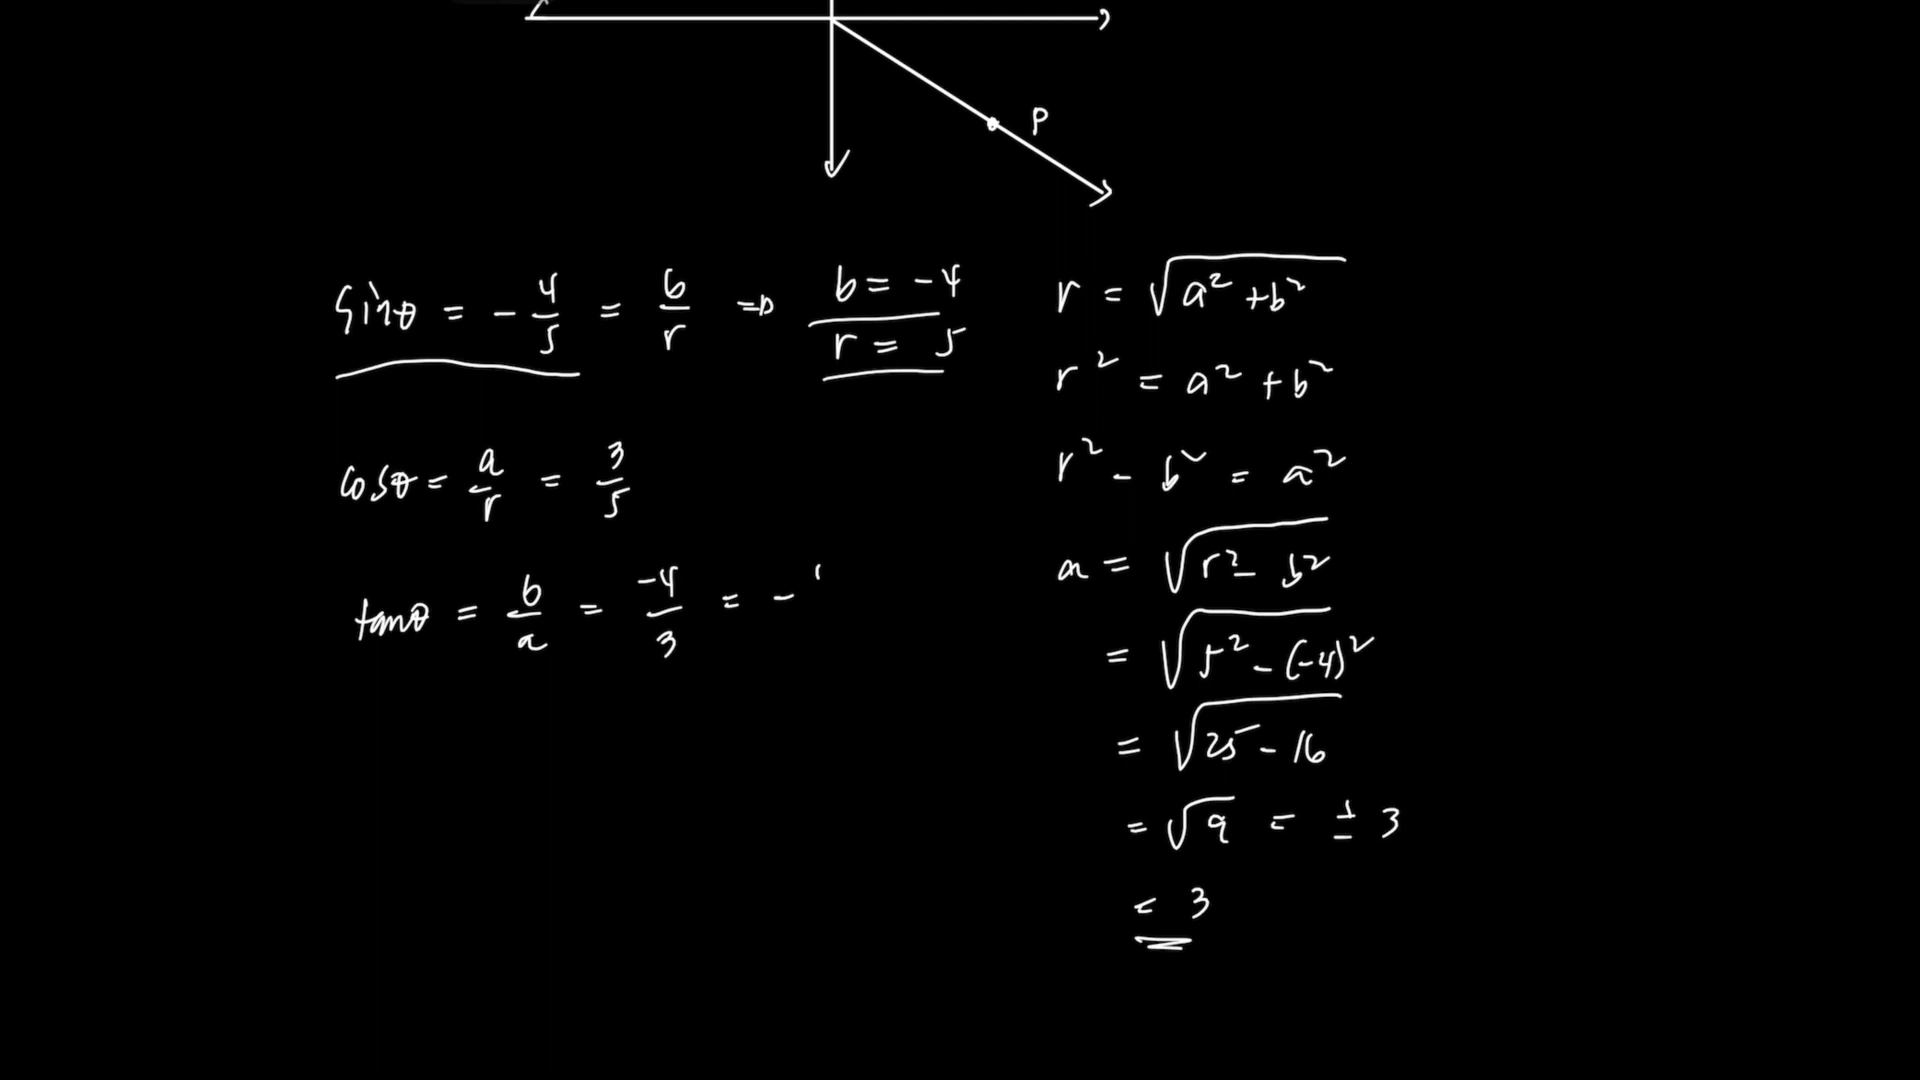 P
sinθ = - 4/5 = b/r ⇒ b = -4
r = 5
cosθ = a/r = 3/5
tanθ = b/a = -4/3 = -
r = √(a² + b²)
r² = a² + b²
r² - b² = a²
a = √(r² - b²)
= √(5² - (-4)²)
= √(25 - 16)
= √9 = ± 3
= 3